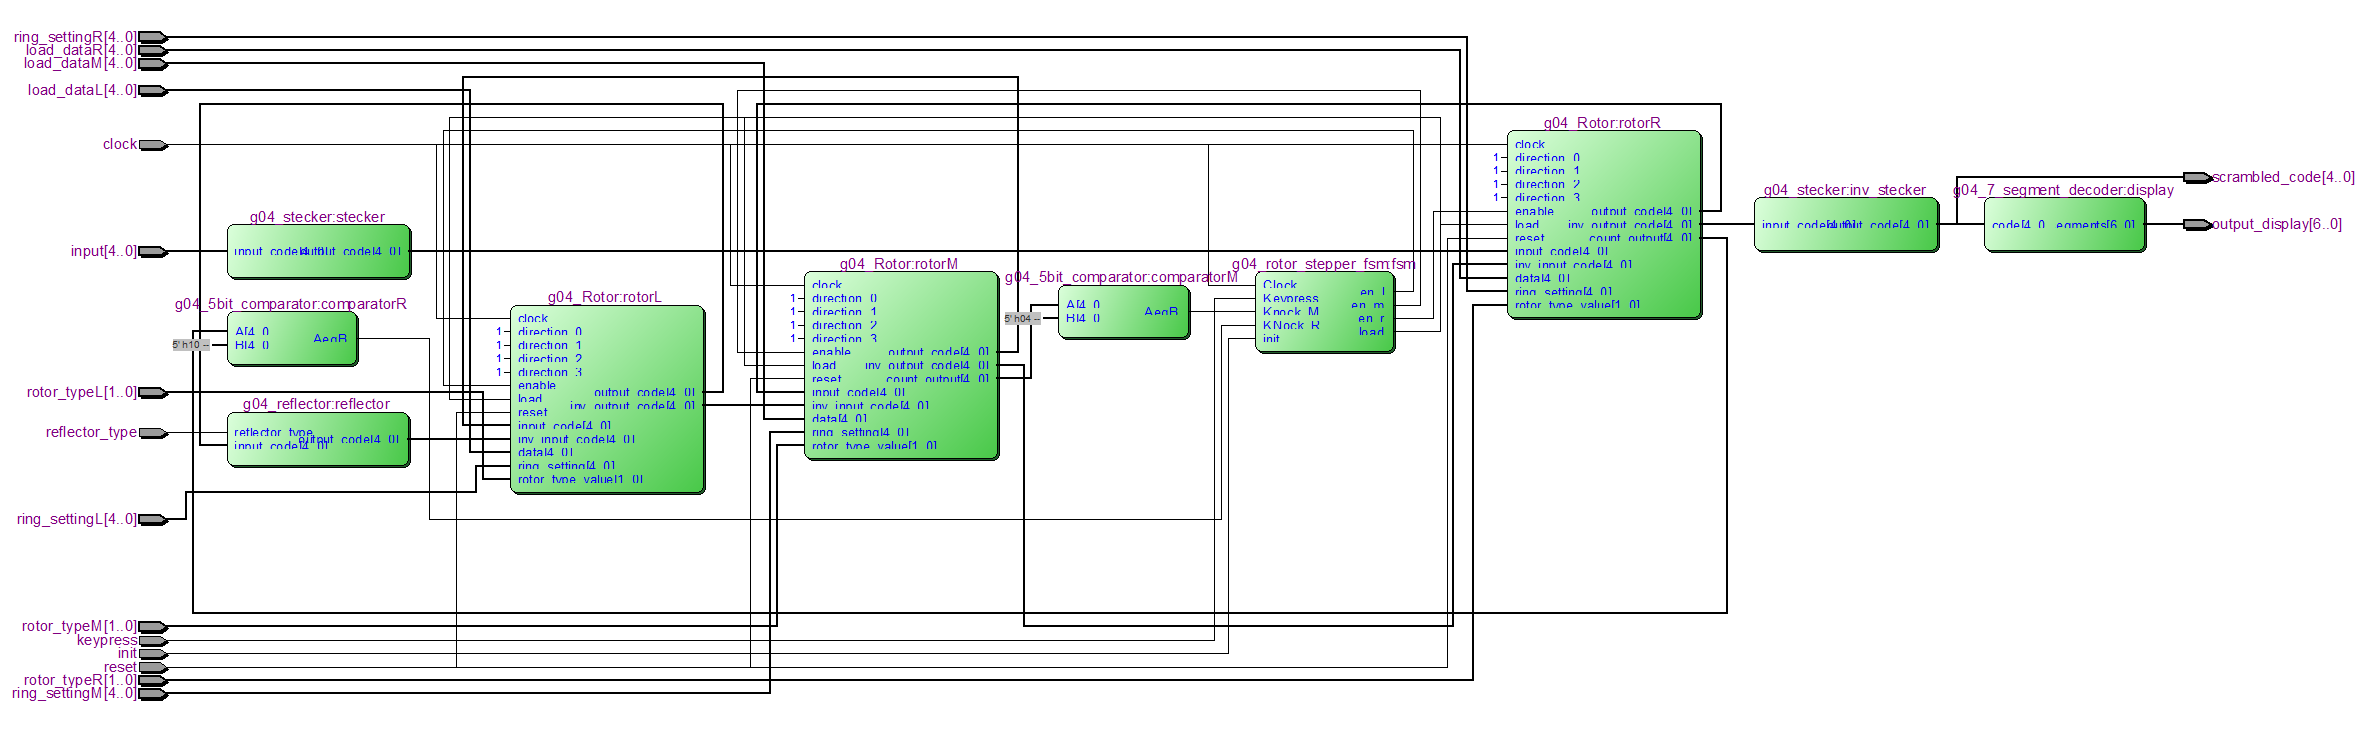 ring_settingR[4..0]
load_dataR[4..0]
load_dataM[4..0]
load_dataL[4..0]
clock
input[4..0]
rotor_typeL[1..0]
reflector_type
ring_settingL[4..0]
rotor_typeM[1..0]
keypress
init
reset
rotor_typeR[1..0]
ring_settingM[4..0]
g04_stecker:stecker
input_code[4..0]
output_code[4..0]
g04_5bit_comparator:comparatorR
A[4..0]
5' h10 --
B[4..0]
AeqB
g04_reflector:reflector
reflector_type
input_code[4..0]
output_code[4..0]
g04_Rotor:rotorL
clock
1 direction_0
1 direction_1
1 direction_2
1 direction_3
enable
load
reset
input_code[4..0]
inv_input_code[4..0]
data[4..0]
ring_setting[4..0]
rotor_type_value[1..0]
output_code[4..0]
inv_output_code[4..0]
g04_Rotor:rotorM
clock
1 direction_0
1 direction_1
1 direction_2
1 direction_3
enable
load
reset
input_code[4..0]
inv_input_code[4..0]
data[4..0]
ring_setting[4..0]
rotor_type_value[1..0]
output_code[4..0]
inv_output_code[4..0]
count_output[4..0]
g04_5bit_comparator:comparatorM
A[4..0]
5' h04 --
B[4..0]
AeqB
g04_rotor_stepper_fsm:fsm
Clock
Keypress
Knock_M
KNock_R
init
en_l
en_m
en_r
load
g04_Rotor:rotorR
clock
1 direction_0
1 direction_1
1 direction_2
1 direction_3
enable
load
reset
input_code[4..0]
inv_input_code[4..0]
data[4..0]
ring_setting[4..0]
rotor_type_value[1..0]
output_code[4..0]
inv_output_code[4..0]
count_output[4..0]
g04_stecker:inv_stecker
input_code[4..0]
output_code[4..0]
g04_7_segment_decoder:display
code[4..0]
segments[6..0]
scrambled_code[4..0]
output_display[6..0]